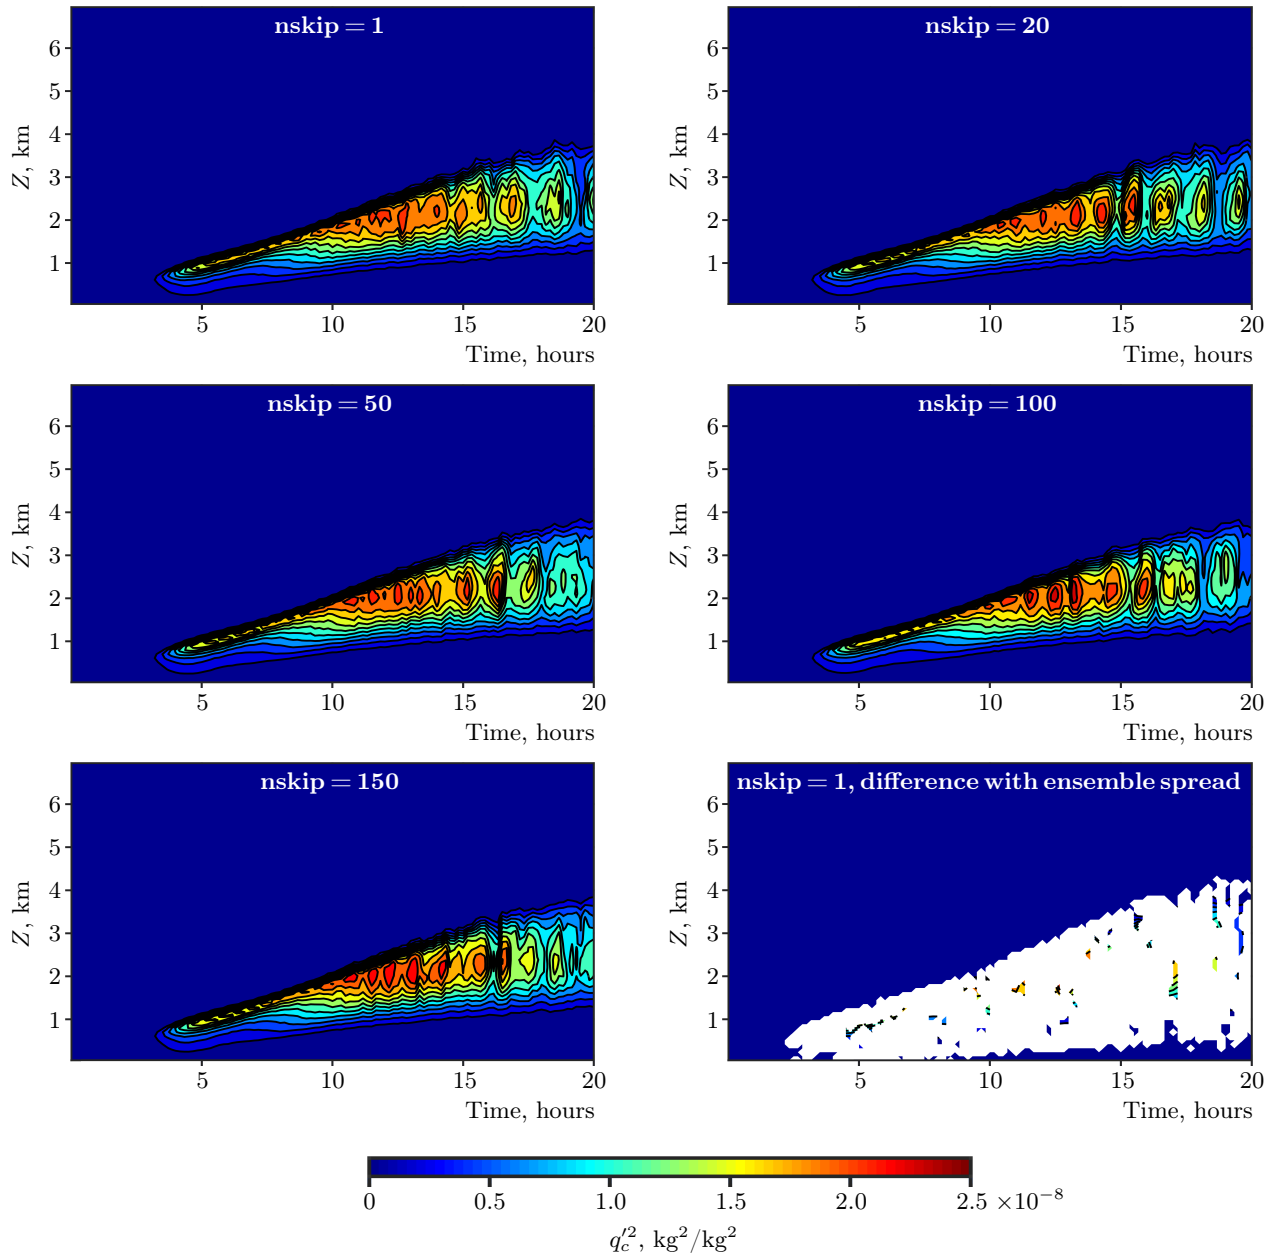 nskip = 1
Z, km
6
5
4
3
2
1
5 10 15 20
Time, hours
nskip = 20
Z, km
6
5
4
3
2
1
5 10 15 20
Time, hours
nskip = 50
Z, km
6
5
4
3
2
1
5 10 15 20
Time, hours
nskip = 100
Z, km
6
5
4
3
2
1
5 10 15 20
Time, hours
nskip = 150
Z, km
6
5
4
3
2
1
5 10 15 20
Time, hours
nskip = 1, difference with ensemble spread
Z, km
6
5
4
3
2
1
5 10 15 20
Time, hours
0 0.5 1.0 1.5 2.0 2.5 ×10⁻⁸
q′c², kg²/kg²